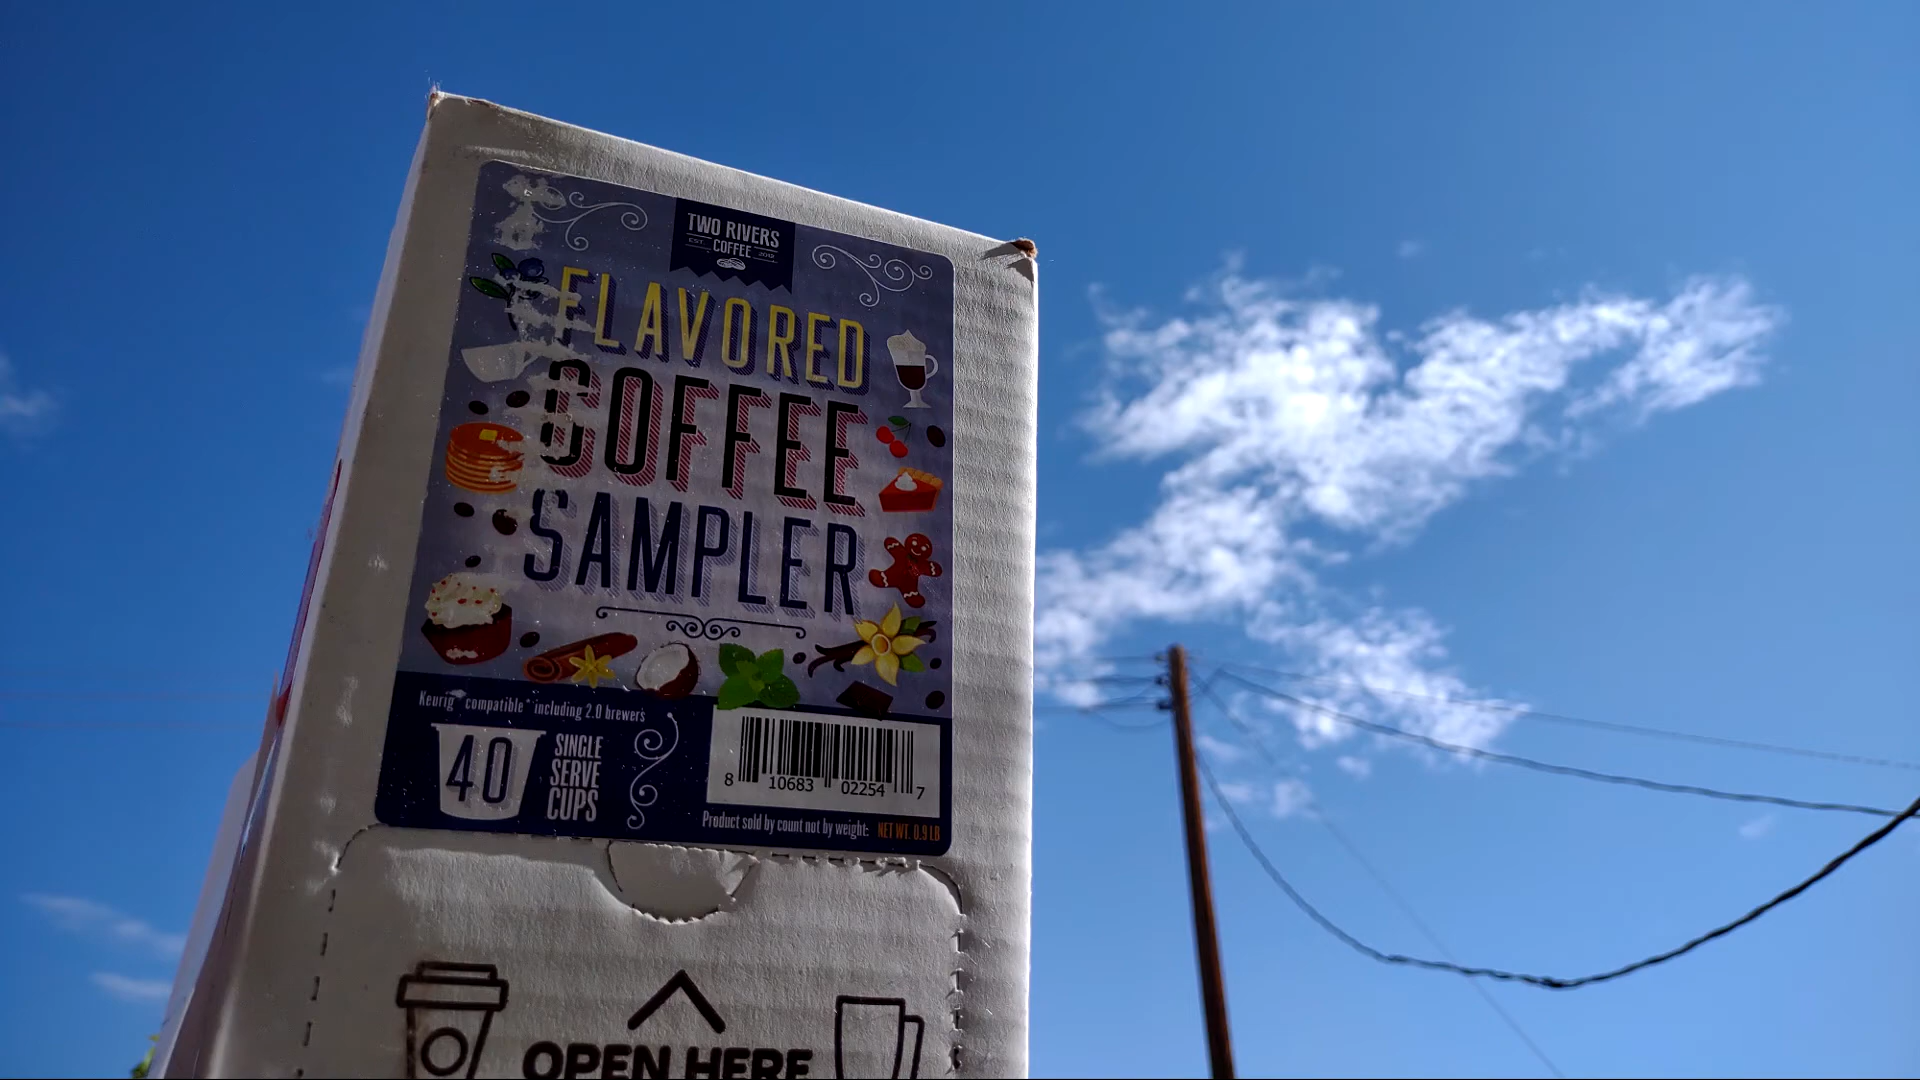 TWO RIVERS
EST. COFFEE 2012
FLAVORED
COFFEE
SAMPLER
Keurig™ compatible* including 2.0 brewers
40
SINGLE
SERVE
CUPS
8 10683 02254 7
Product sold by count not by weight: NET WT. 0.9 LB
OPEN HERE